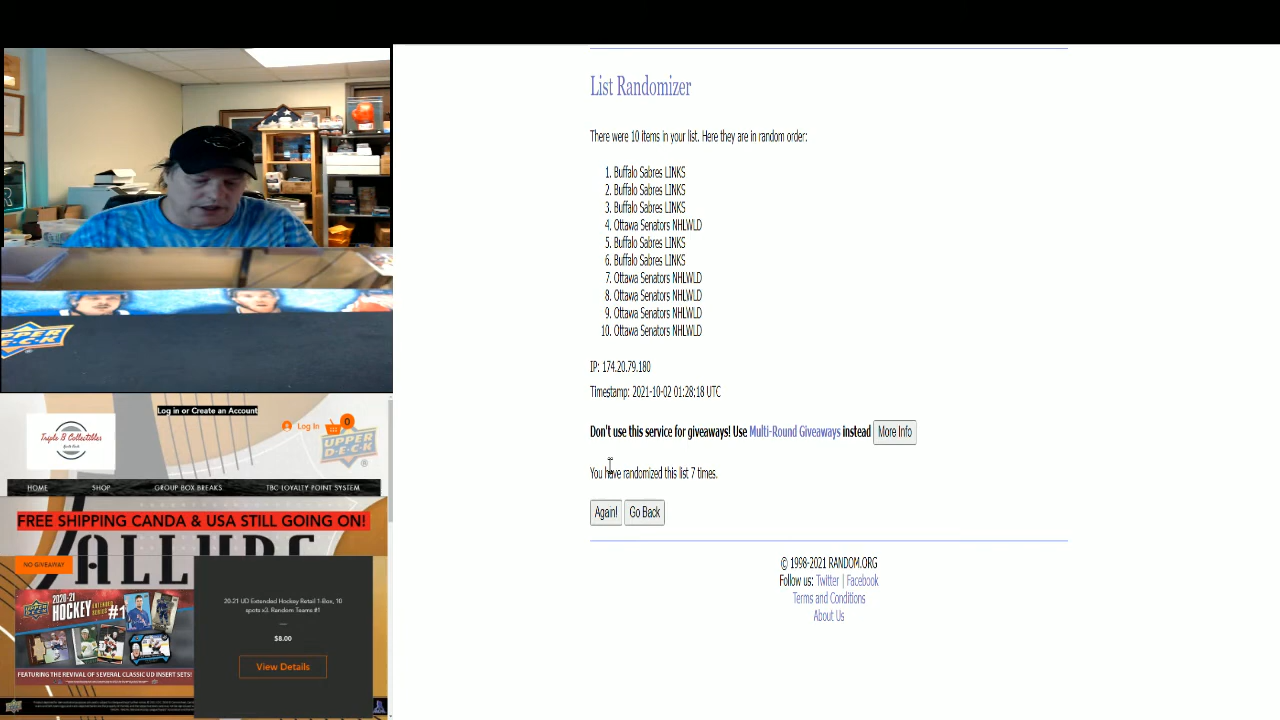 List Randomizer
There were 10 items in your list. Here they are in random order:
1. Buffalo Sabres LINKS
2. Buffalo Sabres LINKS
3. Buffalo Sabres LINKS
4. Ottawa Senators NHLWLD
5. Buffalo Sabres LINKS
6. Buffalo Sabres LINKS
7. Ottawa Senators NHLWLD
8. Ottawa Senators NHLWLD
9. Ottawa Senators NHLWLD
10. Ottawa Senators NHLWLD
IP: 174.20.79.180
Timestamp: 2021-10-02 01:28:18 UTC
Don't use this service for giveaways! Use Multi-Round Giveaways instead More Info
You have randomized this list 7 times.
Again! Go Back
© 1998-2021 RANDOM.ORG
Follow us: Twitter | Facebook
Terms and Conditions
About Us
UPPER
D·E·C·K
Log in or Create an Account
Triple B Collectibles
Log In 0
UPPER
D·E·C·K
HOME SHOP GROUP BOX BREAKS TBC LOYALTY POINT SYSTEM
FREE SHIPPING CANDA & USA STILL GOING ON!
ALLURE
NO GIVEAWAY
2020-21
UPPER DECK HOCKEY EXTENDED SERIES #1
FEATURING THE REVIVAL OF SEVERAL CLASSIC UD INSERT SETS!
20-21 UD Extended Hockey Retail 1-Box, 10
spots x3. Random Teams #1
$8.00
View Details